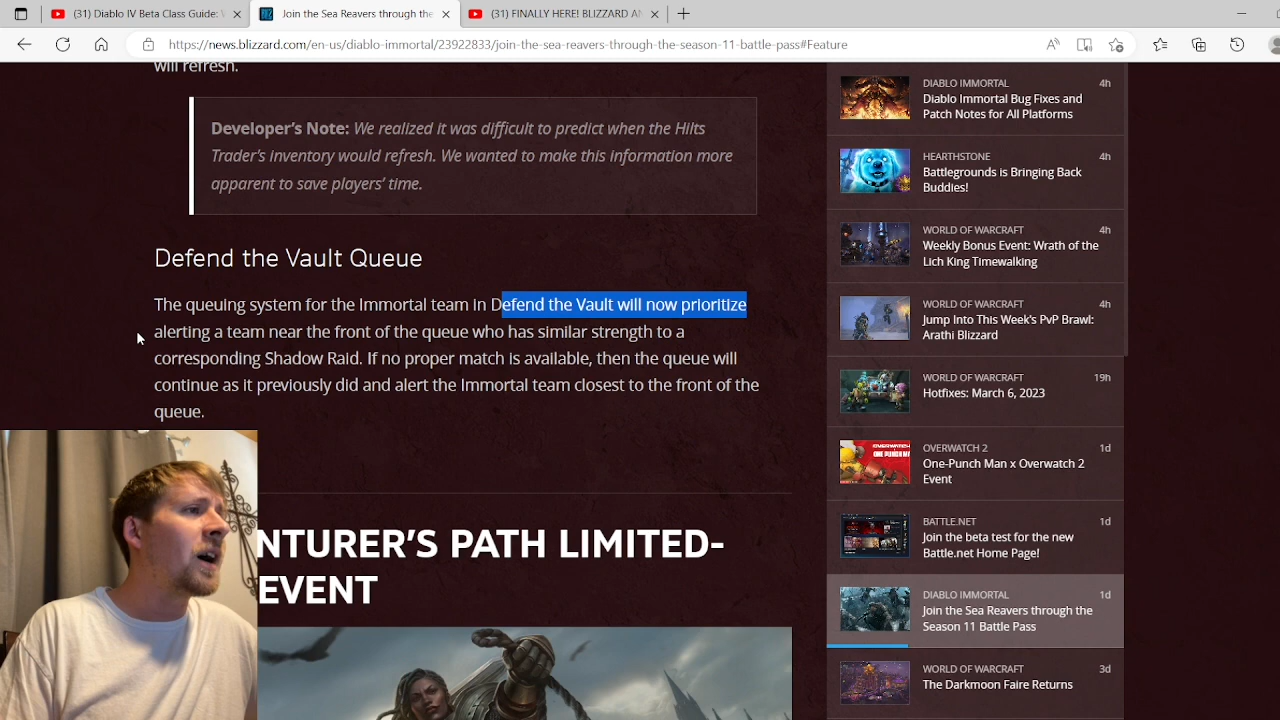 (31) Diablo IV Beta Class Guide: W
Join the Sea Reavers through the
(31) FINALLY HERE! BLIZZARD AN
https://news.blizzard.com/en-us/diablo-immortal/23922833/join-the-sea-reavers-through-the-season-11-battle-pass#Feature
will refresh.
Developer's Note: We realized it was difficult to predict when the Hilts
Trader's inventory would refresh. We wanted to make this information more
apparent to save players' time.
Defend the Vault Queue
The queuing system for the Immortal team in Defend the Vault will now prioritize
alerting a team near the front of the queue who has similar strength to a
corresponding Shadow Raid. If no proper match is available, then the queue will
continue as it previously did and alert the Immortal team closest to the front of the
queue.
NTURER'S PATH LIMITED-
EVENT
DIABLO IMMORTAL 4h
Diablo Immortal Bug Fixes and
Patch Notes for All Platforms
HEARTHSTONE 4h
Battlegrounds is Bringing Back
Buddies!
WORLD OF WARCRAFT 4h
Weekly Bonus Event: Wrath of the
Lich King Timewalking
WORLD OF WARCRAFT 4h
Jump Into This Week's PvP Brawl:
Arathi Blizzard
WORLD OF WARCRAFT 19h
Hotfixes: March 6, 2023
OVERWATCH 2 1d
One-Punch Man x Overwatch 2
Event
BATTLE.NET 1d
Join the beta test for the new
Battle.net Home Page!
DIABLO IMMORTAL 1d
Join the Sea Reavers through the
Season 11 Battle Pass
WORLD OF WARCRAFT 3d
The Darkmoon Faire Returns